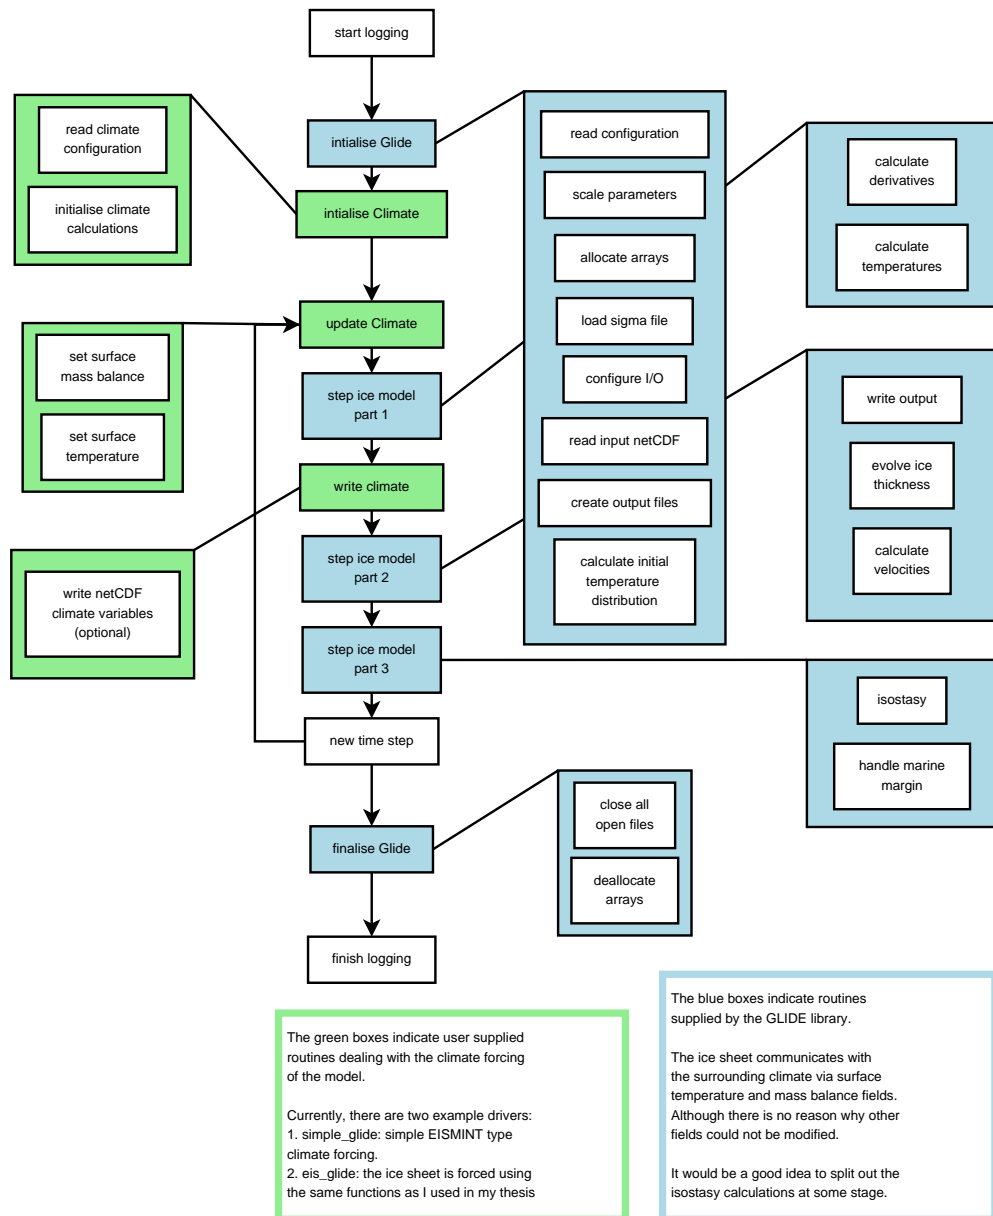 start logging
intialise Glide
intialise Climate
update Climate
step ice model
part 1
write climate
step ice model
part 2
step ice model
part 3
new time step
finalise Glide
finish logging
read climate
configuration
initialise climate
calculations
set surface
mass balance
set surface
temperature
write netCDF
climate variables
(optional)
read configuration
scale parameters
allocate arrays
load sigma file
configure I/O
read input netCDF
create output files
calculate initial
temperature
distribution
calculate
derivatives
calculate
temperatures
write output
evolve ice
thickness
calculate
velocities
isostasy
handle marine
margin
close all
open files
deallocate
arrays
The green boxes indicate user supplied
routines dealing with the climate forcing
of the model.
Currently, there are two example drivers:
1. simple_glide: simple EISMINT type
climate forcing.
2. eis_glide: the ice sheet is forced using
the same functions as I used in my thesis
The blue boxes indicate routines
supplied by the GLIDE library.
The ice sheet communicates with
the surrounding climate via surface
temperature and mass balance fields.
Although there is no reason why other
fields could not be modified.
It would be a good idea to split out the
isostasy calculations at some stage.